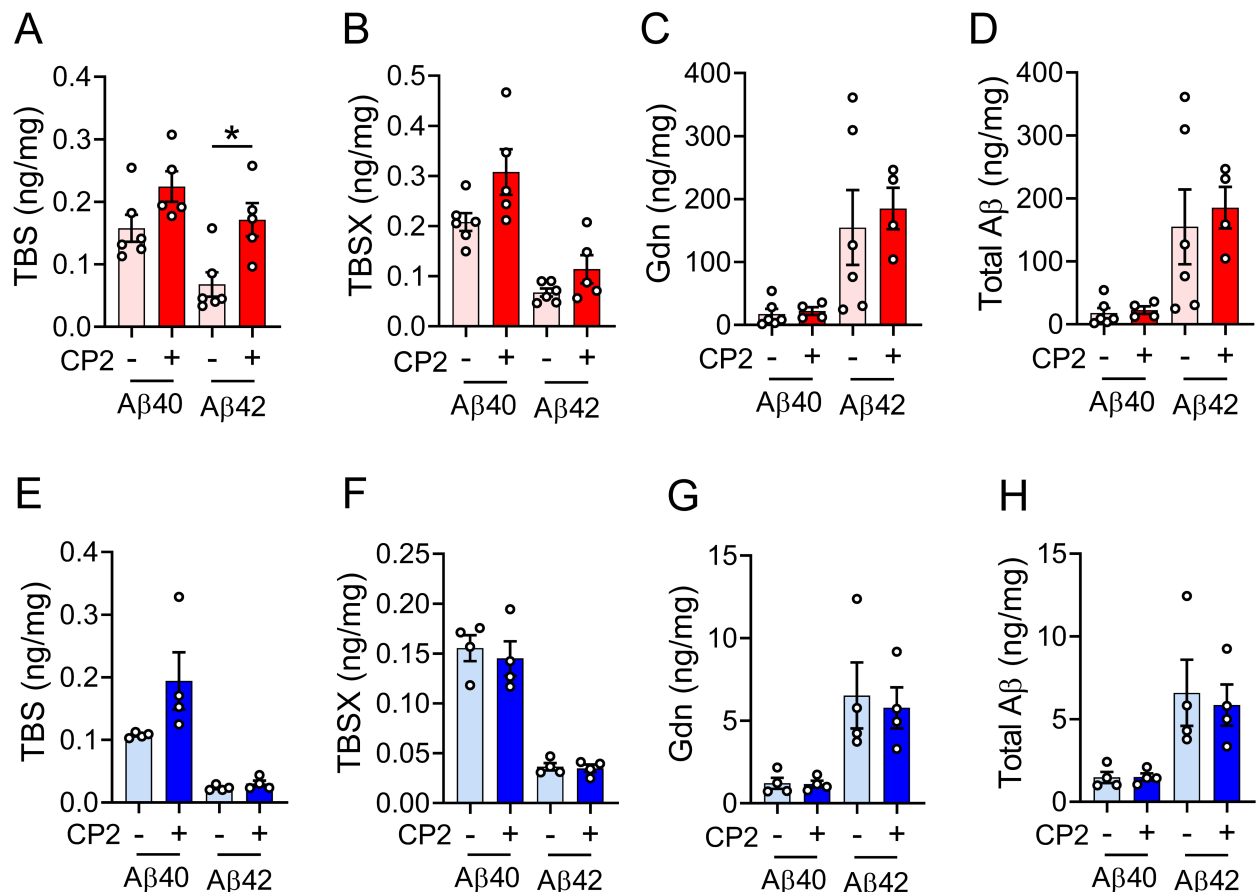 A
TBS (ng/mg)
0.4
0.3
0.2
0.1
0.0
*
CP2 - + - +
Aβ40 Aβ42
B
TBSX (ng/mg)
0.5
0.4
0.3
0.2
0.1
0.0
CP2 - + - +
Aβ40 Aβ42
C
Gdn (ng/mg)
400
300
200
100
0
CP2 - + - +
Aβ40 Aβ42
D
Total Aβ (ng/mg)
400
300
200
100
0
CP2 - + - +
Aβ40 Aβ42
E
TBS (ng/mg)
0.4
0.3
0.2
0.1
0.0
CP2 - + - +
Aβ40 Aβ42
F
TBSX (ng/mg)
0.25
0.20
0.15
0.10
0.05
0.00
CP2 - + - +
Aβ40 Aβ42
G
Gdn (ng/mg)
15
10
5
0
CP2 - + - +
Aβ40 Aβ42
H
Total Aβ (ng/mg)
15
10
5
0
CP2 - + - +
Aβ40 Aβ42